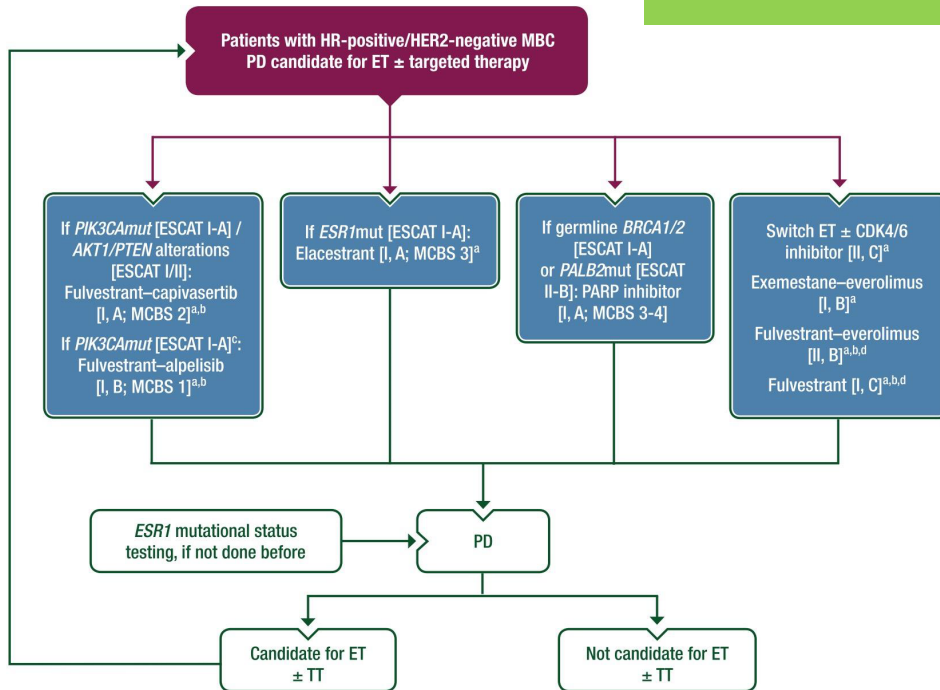 Patients with HR-positive/HER2-negative MBC
PD candidate for ET ± targeted therapy
If PIK3CAmut [ESCAT I-A] /
AKT1/PTEN alterations
[ESCAT I/II]:
Fulvestrant–capivasertib
[I, A; MCBS 2]a,b
If PIK3CAmut [ESCAT I-A]c:
Fulvestrant–alpelisib
[I, B; MCBS 1]a,b
If ESR1mut [ESCAT I-A]:
Elacestrant [I, A; MCBS 3]a
If germline BRCA1/2
[ESCAT I-A]
or PALB2mut [ESCAT
II-B]: PARP inhibitor
[I, A; MCBS 3-4]
Switch ET ± CDK4/6
inhibitor [II, C]a
Exemestane–everolimus
[I, B]a
Fulvestrant–everolimus
[II, B]a,b,d
Fulvestrant [I, C]a,b,d
ESR1 mutational status
testing, if not done before
PD
Candidate for ET
± TT
Not candidate for ET
± TT